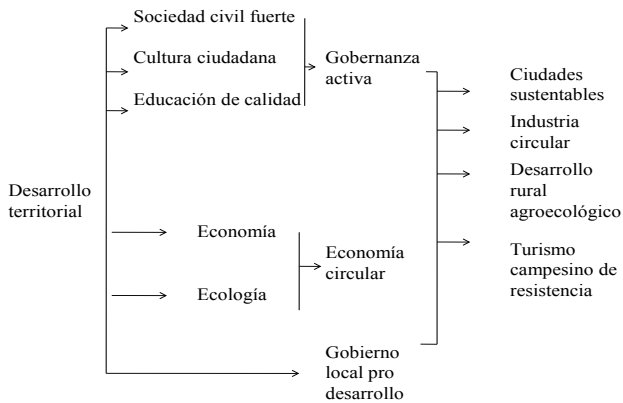 Sociedad civil fuerte
Cultura ciudadana
Educación de calidad
Gobernanza
activa
Ciudades
sustentables
Industria
circular
Desarrollo
rural
agroecológico
Turismo
campesino de
resistencia
Desarrollo
territorial
Economía
Ecología
Economía
circular
Gobierno
local pro
desarrollo